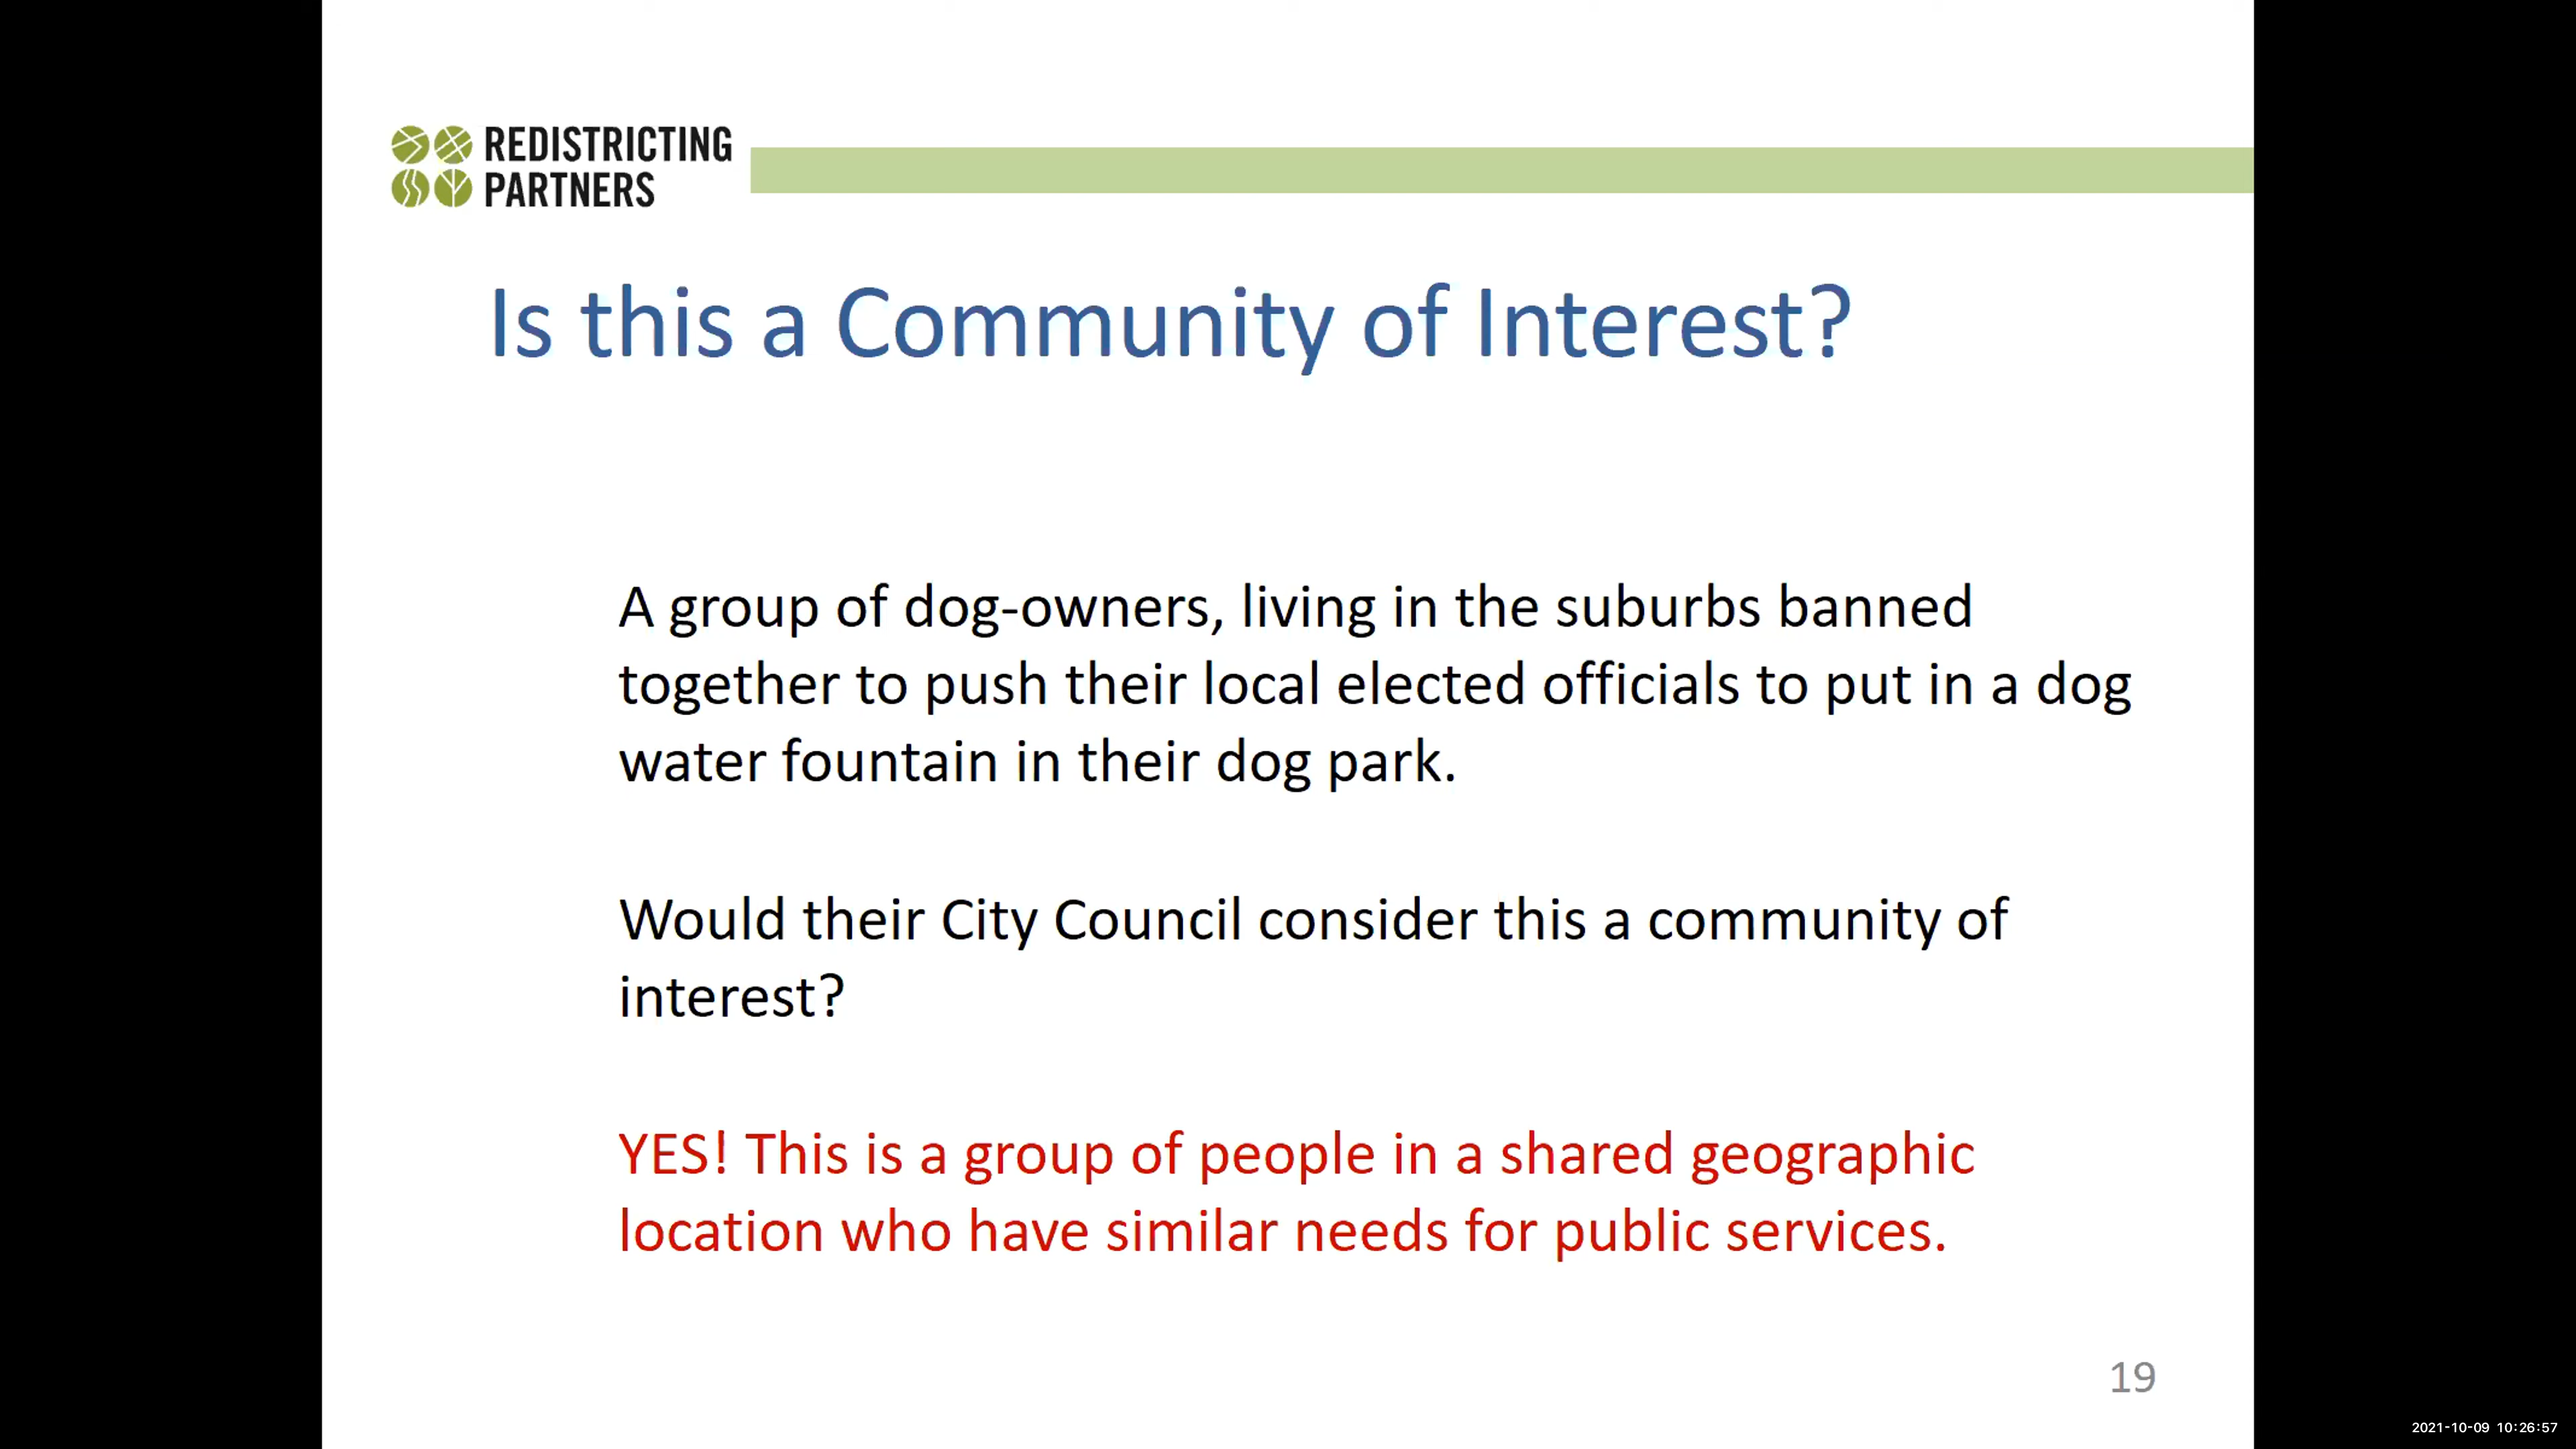 REDISTRICTING
PARTNERS
Is this a Community of Interest?
A group of dog-owners, living in the suburbs banned
together to push their local elected officials to put in a dog
water fountain in their dog park.
Would their City Council consider this a community of
interest?
YES! This is a group of people in a shared geographic
location who have similar needs for public services.
19
2021-10-09 10:26:57